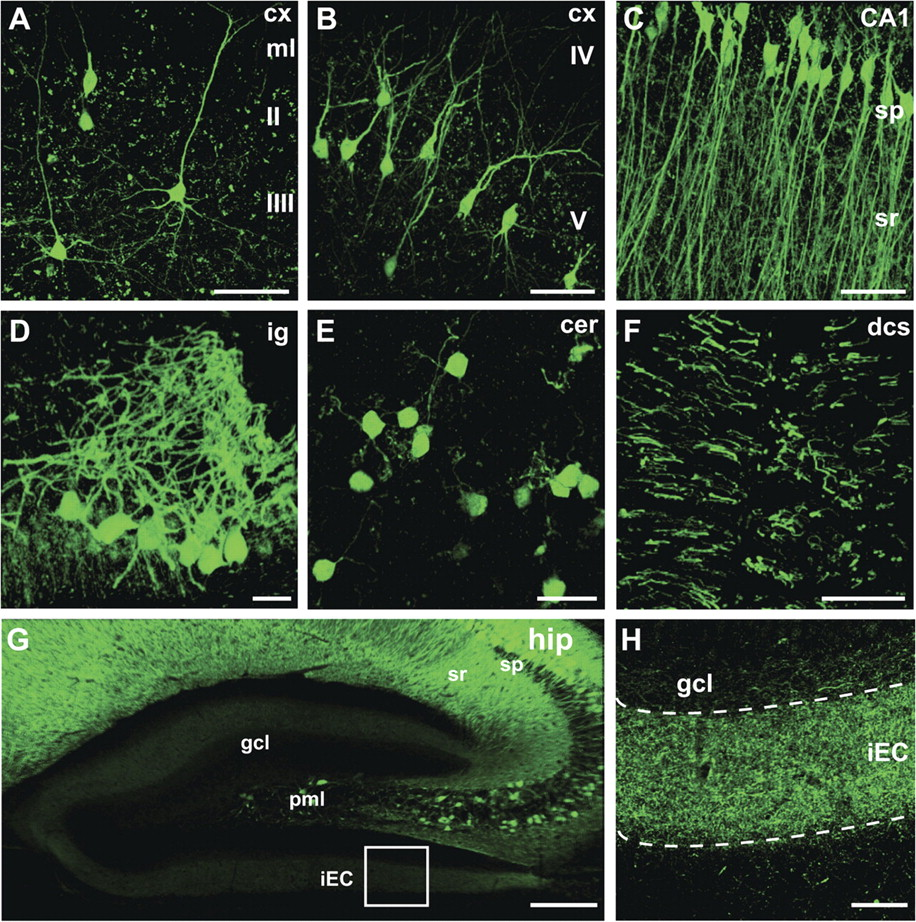 A
cx
ml
II
IIII
B
cx
IV
V
C
CA1
sp
sr
D
ig
E
cer
F
dcs
G
hip
sp
sr
gcl
pml
iEC
H
gcl
iEC